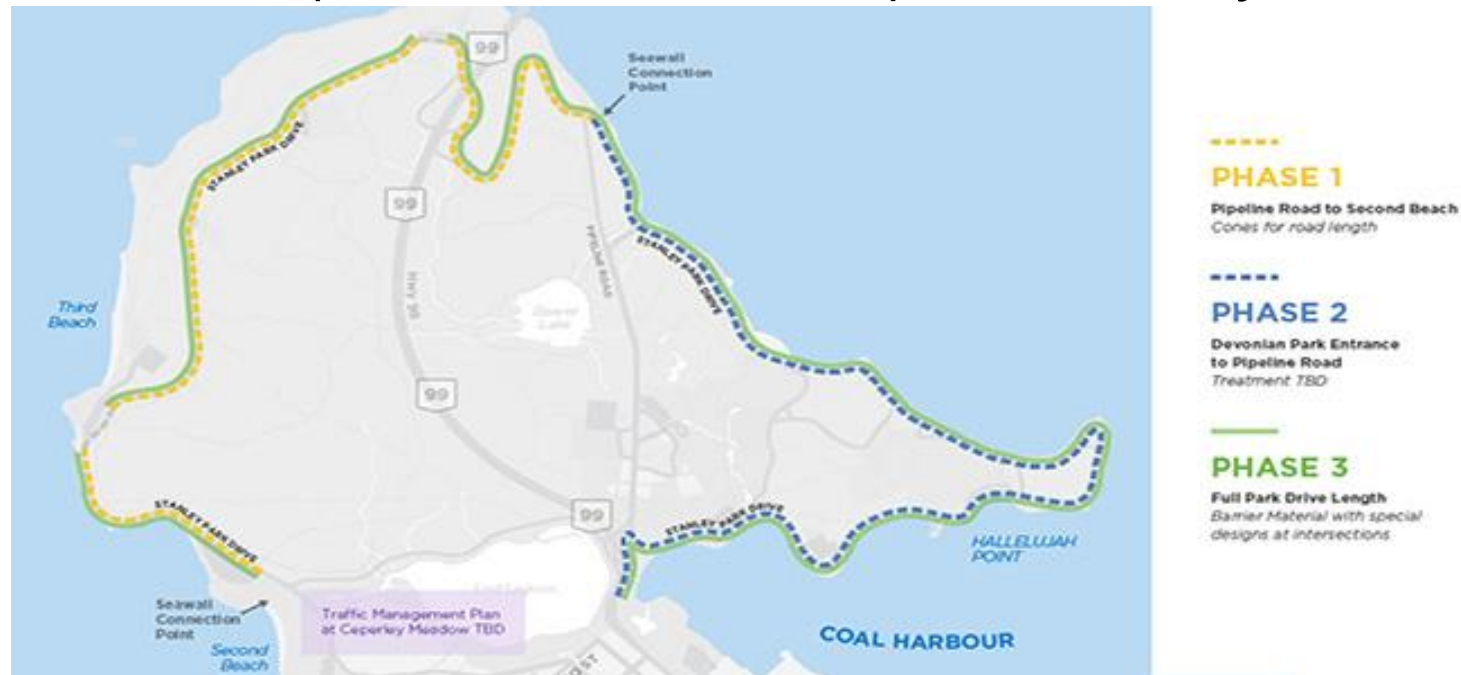 99
Seawall
Connection
Point
STANLEY PARK DRIVE
99
PIPELINE ROAD
STANLEY PARK DRIVE
Hwy 99
Third
Beach
Beaver
Lake
99
99
STANLEY PARK DRIVE
STANLEY PARK DRIVE
HALLELUJAH
POINT
Seawall
Connection
Point
Second
Beach
Traffic Management Plan
at Ceperley Meadow TBD
COAL HARBOUR
PHASE 1
Pipeline Road to Second Beach
Cones for road length
PHASE 2
Devonian Park Entrance
to Pipeline Road
Treatment TBD
PHASE 3
Full Park Drive Length
Barrier Material with special
designs at intersections